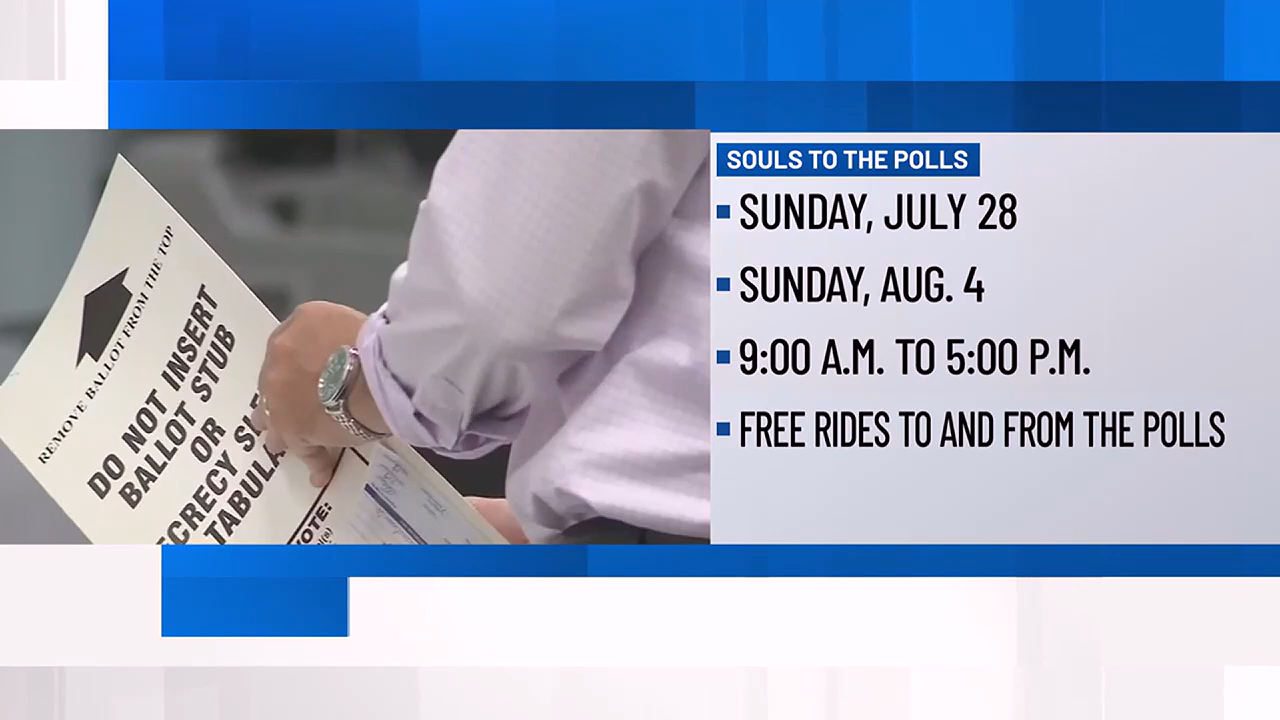 SOULS TO THE POLLS
SUNDAY, JULY 28
SUNDAY, AUG. 4
9:00 A.M. TO 5:00 P.M.
FREE RIDES TO AND FROM THE POLLS
REMOVE BALLOT FROM THE TOP
DO NOT INSERT
BALLOT STUB
OR